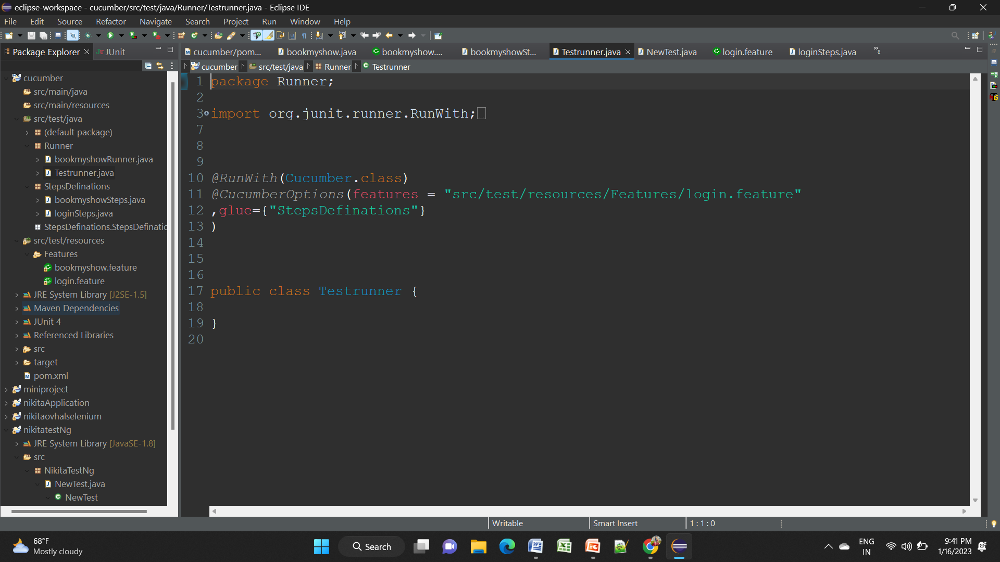 eclipse-workspace - cucumber/src/test/java/Runner/Testrunner.java - Eclipse IDE
File Edit Source Refactor Navigate Search Project Run Window Help
Package Explorer JUnit
cucumber/pom... bookmyshow.java bookmyshow.... bookmyshowSt... Testrunner.java NewTest.java login.feature loginSteps.java »8
cucumber src/test/java Runner Testrunner
cucumber
src/main/java
src/main/resources
src/test/java
(default package)
Runner
bookmyshowRunner.java
Testrunner.java
StepsDefinations
bookmyshowSteps.java
loginSteps.java
StepsDefinations.StepsDefinatio
src/test/resources
Features
bookmyshow.feature
login.feature
JRE System Library [J2SE-1.5]
Maven Dependencies
JUnit 4
Referenced Libraries
src
target
pom.xml
miniproject
nikitaApplication
nikitaovhalselenium
nikitatestNg
JRE System Library [JavaSE-1.8]
src
NikitaTestNg
NewTest.java
NewTest
1 package Runner;
2
3 import org.junit.runner.RunWith;
7
8
9
10 @RunWith(Cucumber.class)
11 @CucumberOptions(features = "src/test/resources/Features/login.feature"
12 ,glue={"StepsDefinations"}
13 )
14
15
16
17 public class Testrunner {
18
19 }
20
Writable Smart Insert 1 : 1 : 0
68°F
Mostly cloudy
Search
ENG
IN
9:41 PM
1/16/2023